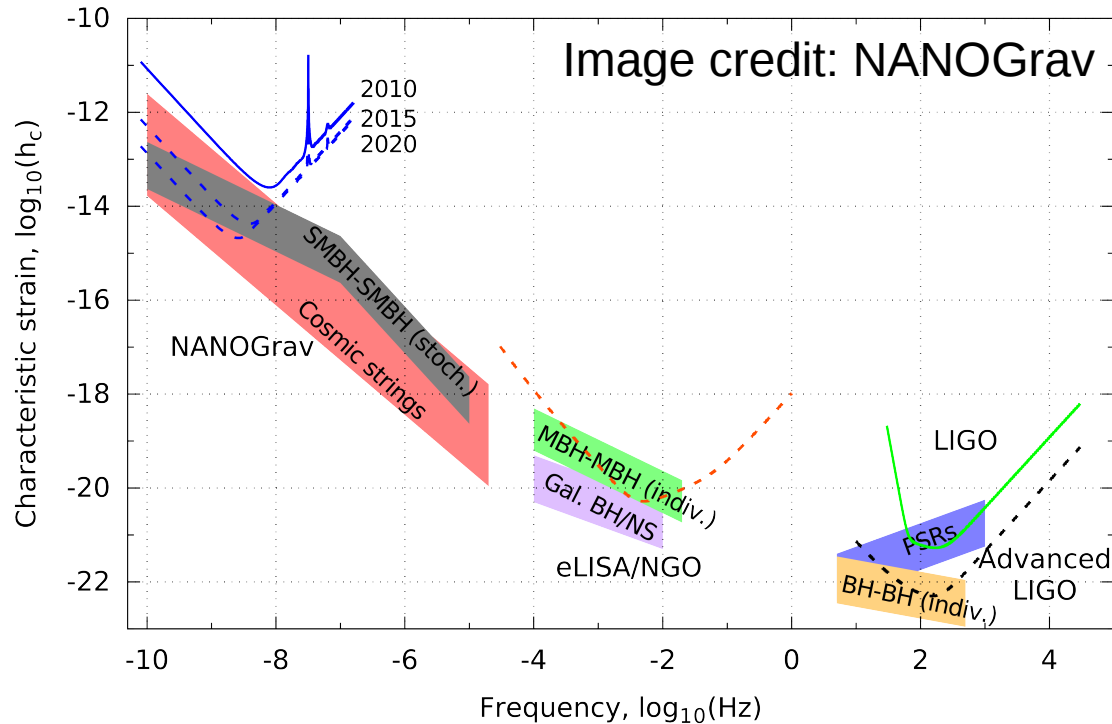 Image credit: NANOGrav
2010
2015
2020
SMBH-SMBH (stoch.)
Cosmic strings
NANOGrav
MBH-MBH (indiv.)
Gal. BH/NS
eLISA/NGO
LIGO
PSRs
Advanced
LIGO
BH-BH (indiv.)
Characteristic strain, log10(hc)
-10
-12
-14
-16
-18
-20
-22
-10 -8 -6 -4 -2 0 2 4
Frequency, log10(Hz)